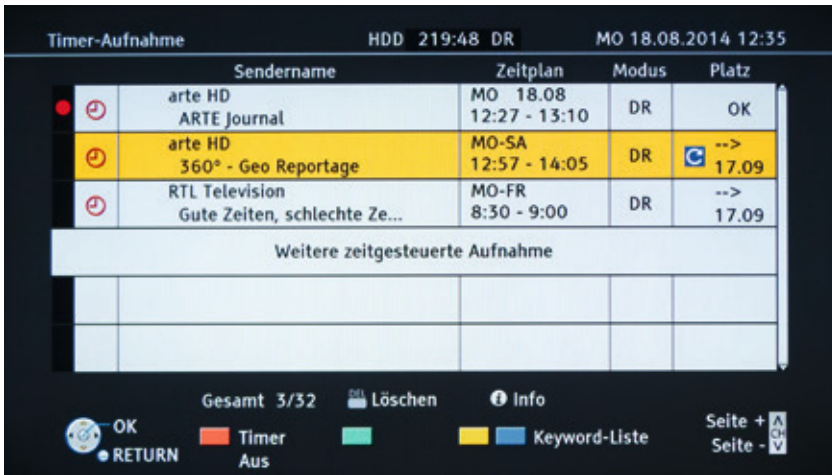 Timer-Aufnahme HDD 219:48 DR MO 18.08.2014 12:35
Sendername Zeitplan Modus Platz
arte HD MO 18.08
ARTE Journal 12:27 - 13:10 DR OK
arte HD MO-SA -->
360° - Geo Reportage 12:57 - 14:05 DR 17.09
RTL Television MO-FR -->
Gute Zeiten, schlechte Ze... 8:30 - 9:00 DR 17.09
Weitere zeitgesteuerte Aufnahme
Gesamt 3/32 DEL Löschen i Info
OK Timer Keyword-Liste Seite + CH
RETURN Aus Seite -